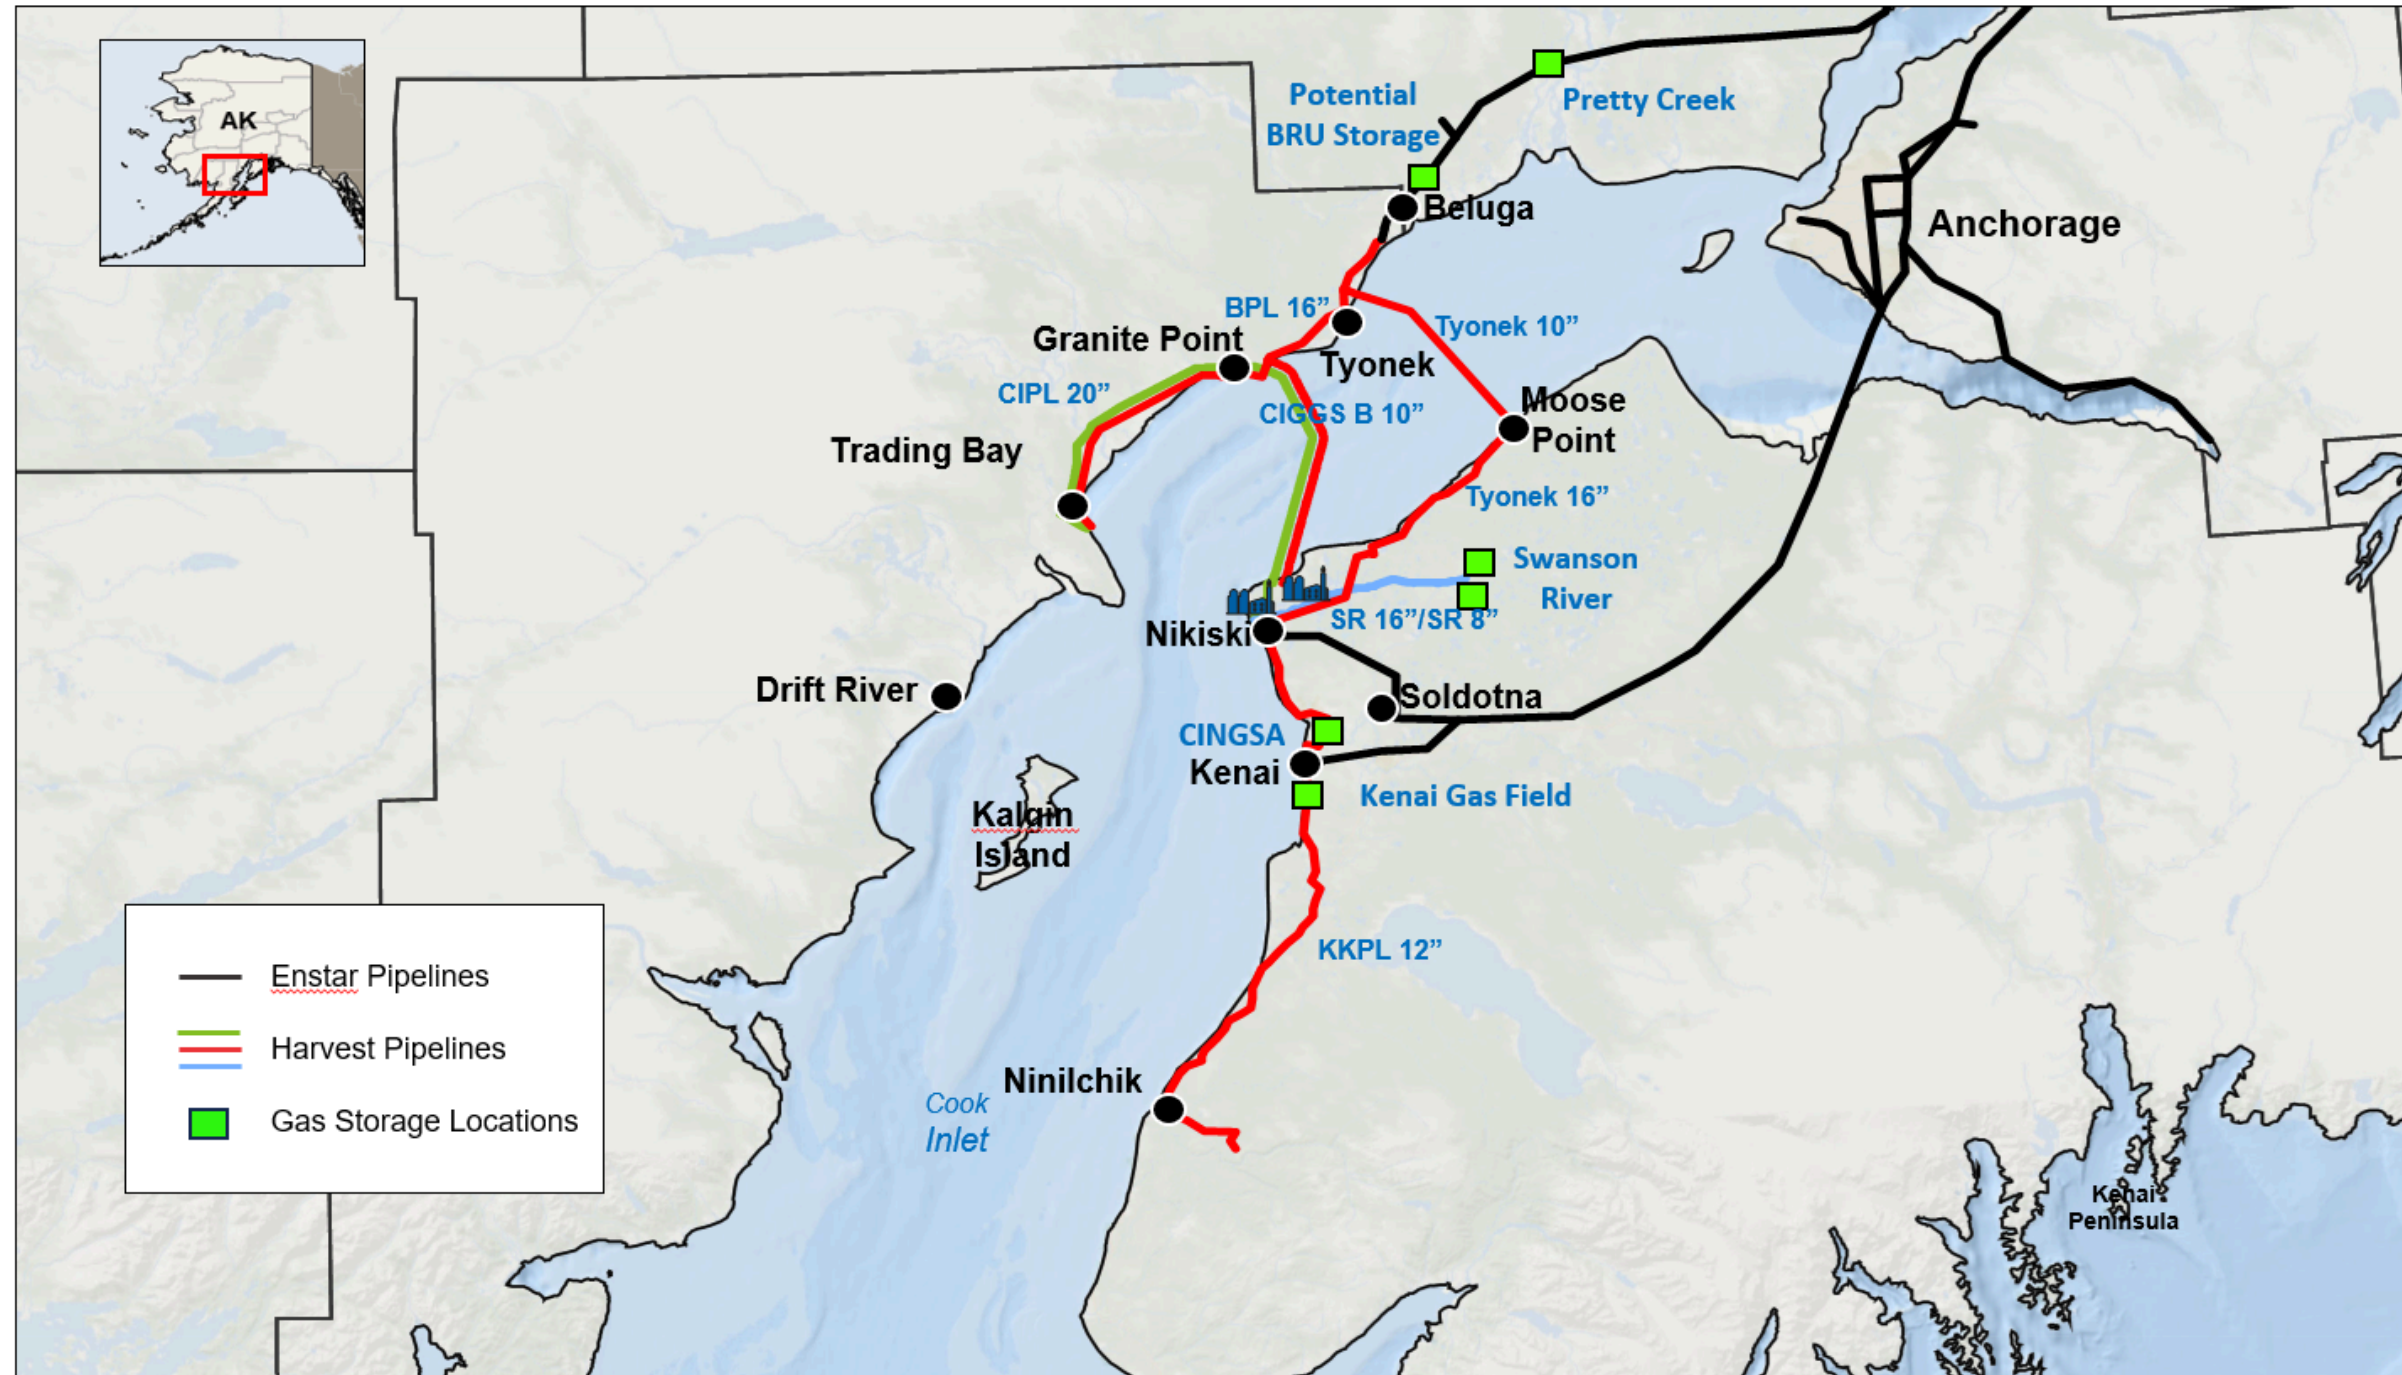 AK
Potential
BRU Storage
Pretty Creek
Beluga
Anchorage
BPL 16”
Tyonek 10”
Granite Point
Tyonek
CIPL 20”
CIGGS B 10”
Moose
Point
Trading Bay
Tyonek 16”
Swanson
River
SR 16”/SR 8”
Nikiski
Drift River
Soldotna
CINGSA
Kenai
Kenai Gas Field
Kalgin
Island
KKPL 12”
Enstar Pipelines
Harvest Pipelines
Gas Storage Locations
Ninilchik
Cook
Inlet
Kenai
Peninsula